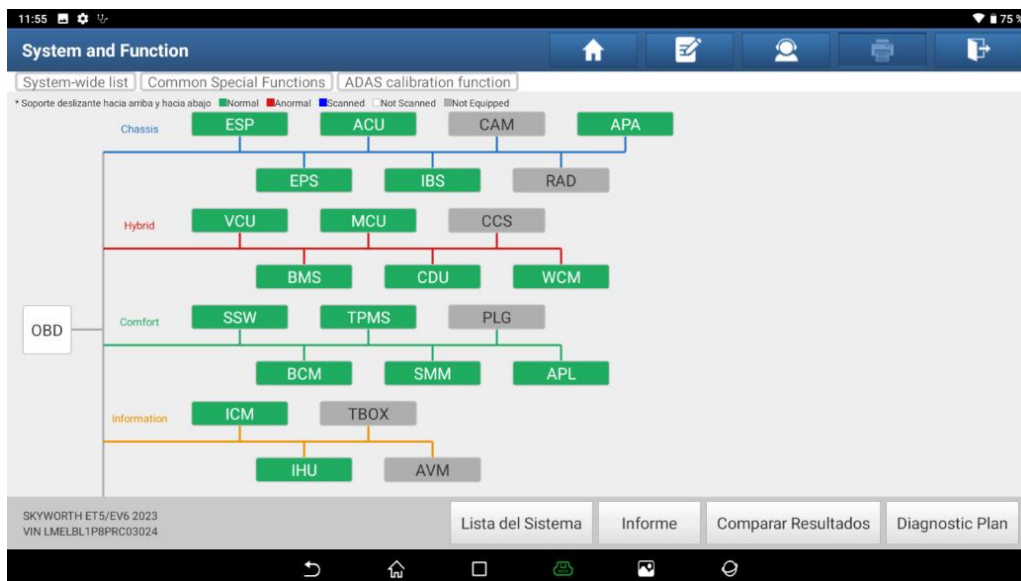 11:55
75 %
System and Function
System-wide list Common Special Functions ADAS calibration function
* Soporte deslizante hacia arriba y hacia abajo Normal Anormal Scanned Not Scanned Not Equipped
Chassis ESP ACU CAM APA
EPS IBS RAD
Hybrid VCU MCU CCS
BMS CDU WCM
OBD
Comfort SSW TPMS PLG
BCM SMM APL
Information ICM TBOX
IHU AVM
SKYWORTH ET5/EV6 2023
VIN LMELBL1P8PRC03024
Lista del Sistema Informe Comparar Resultados Diagnostic Plan